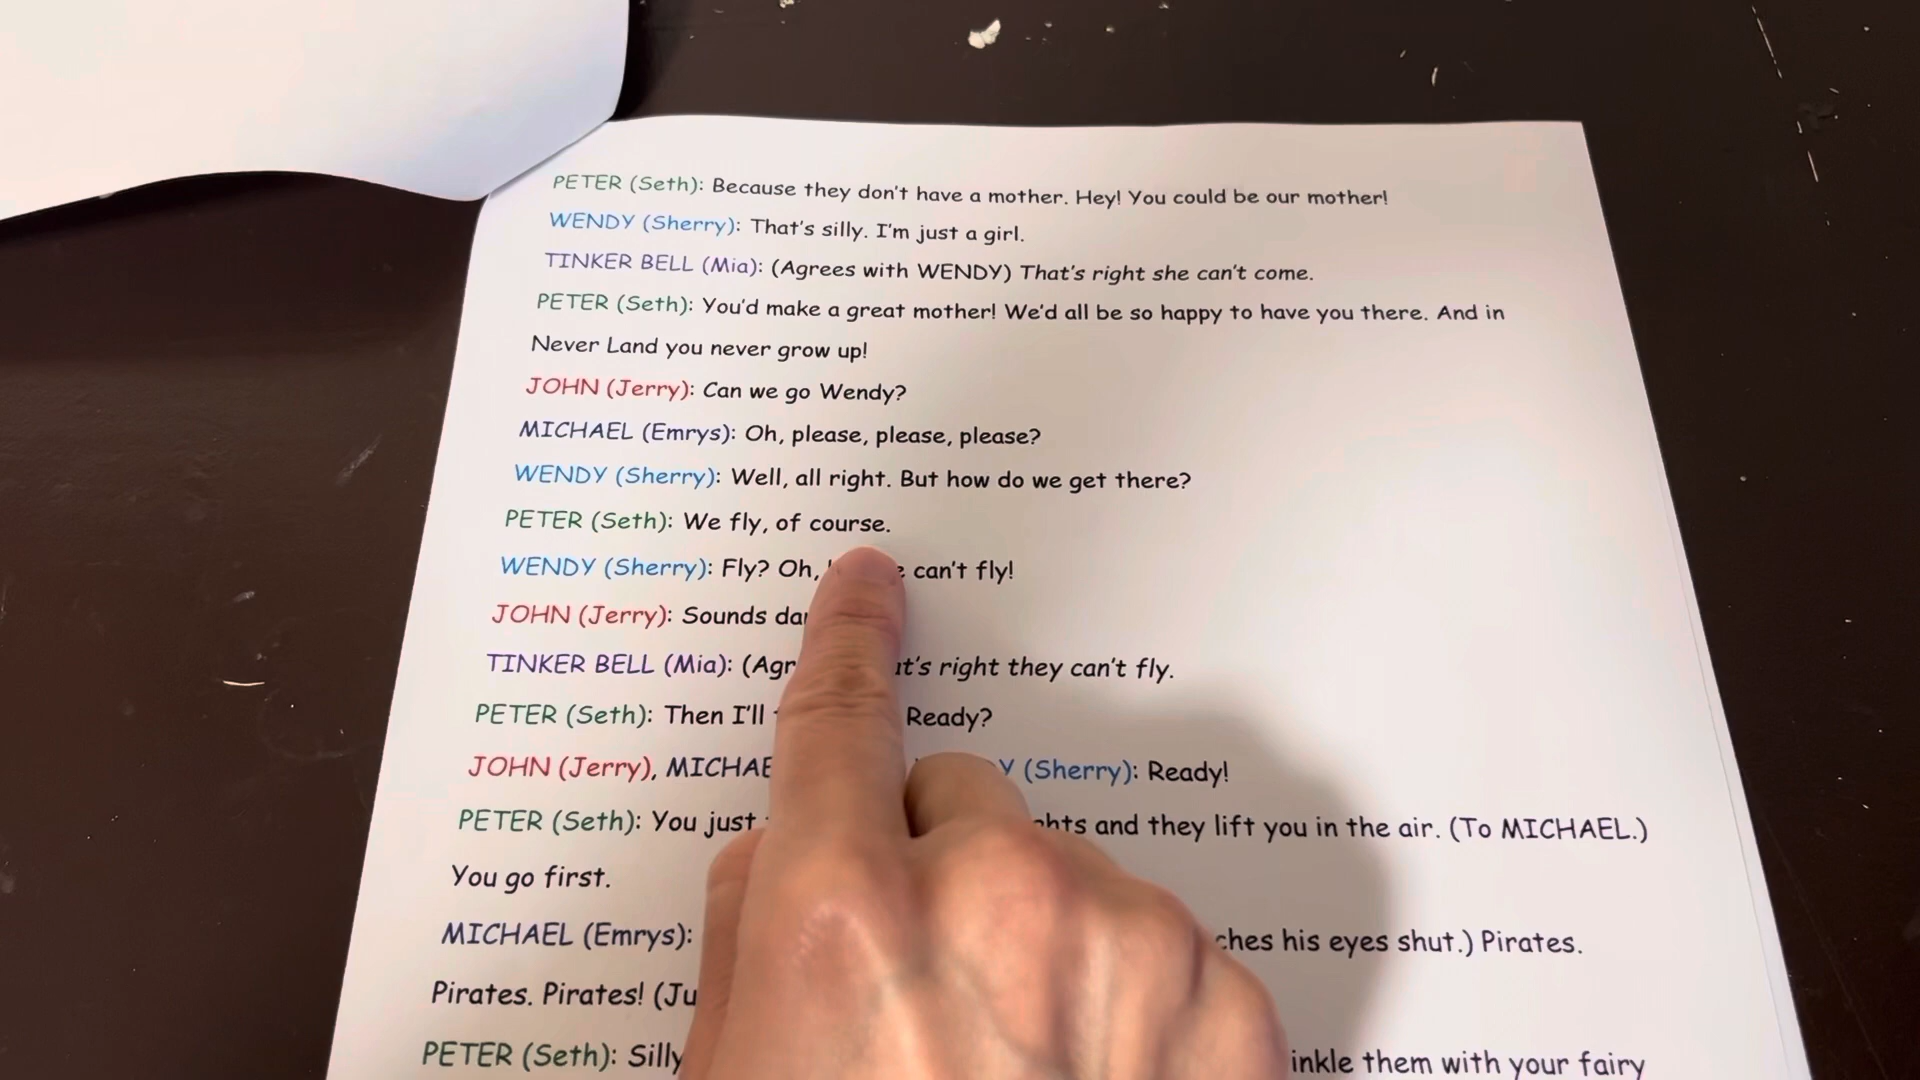 PETER (Seth): Because they don't have a mother. Hey! You could be our mother!
WENDY (Sherry): That's silly. I'm just a girl.
TINKER BELL (Mia): (Agrees with WENDY) That's right she can't come.
PETER (Seth): You'd make a great mother! We'd all be so happy to have you there. And in
Never Land you never grow up!
JOHN (Jerry): Can we go Wendy?
MICHAEL (Emrys): Oh, please, please, please?
WENDY (Sherry): Well, all right. But how do we get there?
PETER (Seth): We fly, of course.
WENDY (Sherry): Fly? Oh, can't fly!
JOHN (Jerry): Sounds
TINKER BELL (Mia): right they can't fly.
PETER (Seth): Then I'll Ready?
JOHN (Jerry), (Sherry): Ready!
PETER (Seth): You just and they lift you in the air. (To MICHAEL.)
You go first.
MICHAEL (Emrys): his eyes shut.) Pirates.
Pirates. Pirates!
PETER (Seth): Silly them with your fairy